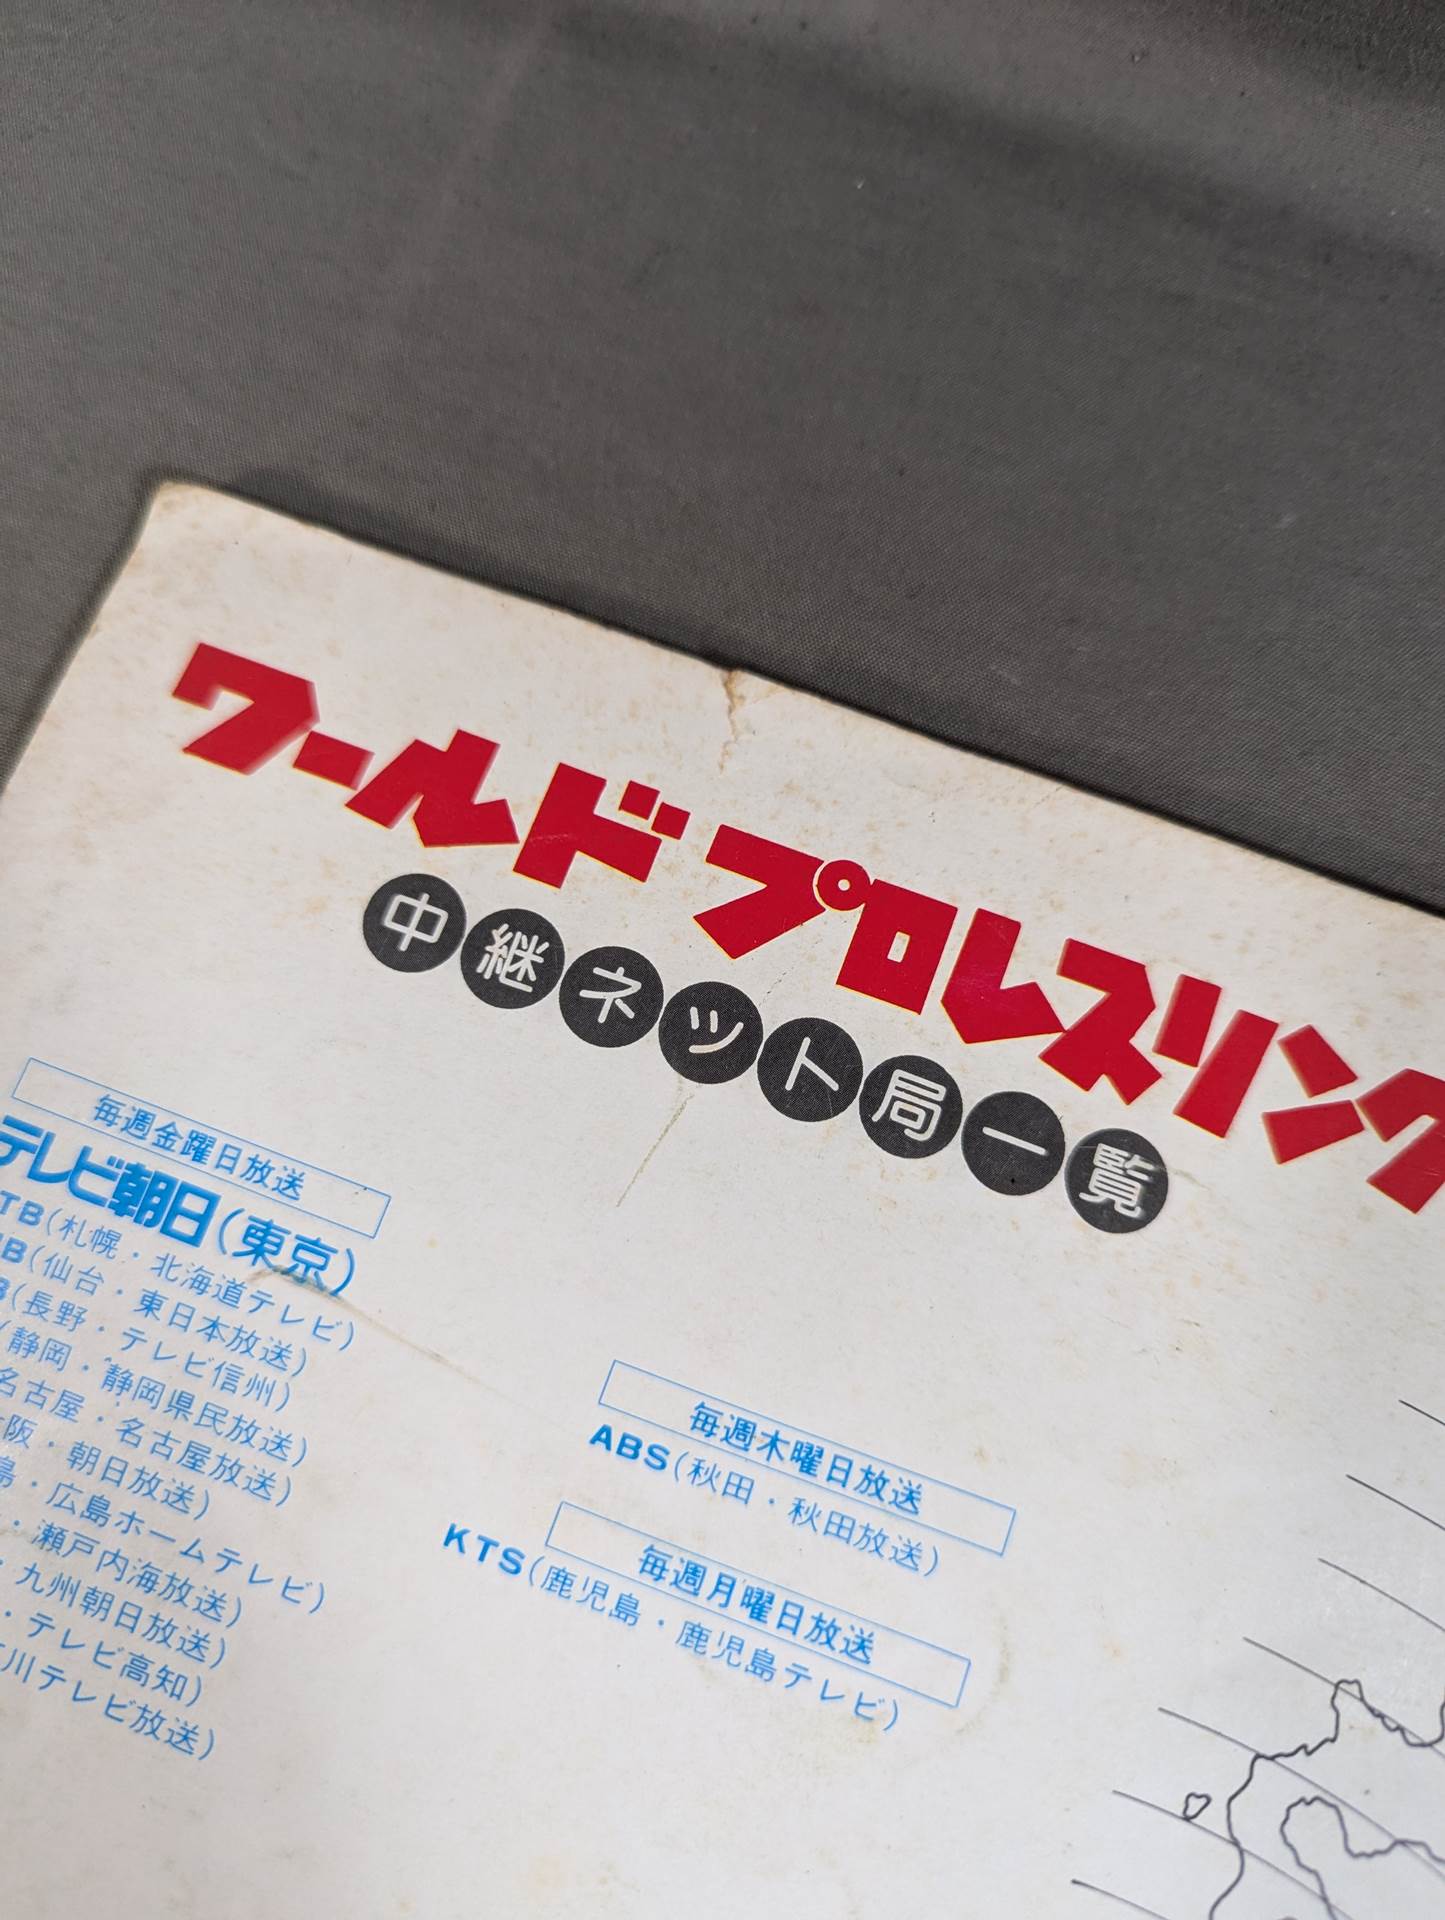 ワールドプロレスリング
中継ネット局一覧
毎週金曜日放送
テレビ朝日(東京)
TB(札幌・北海道テレビ)
B(仙台・東日本放送)
(長野・テレビ信州)
(静岡・静岡県民放送)
名古屋・名古屋放送)
阪・朝日放送)
島・広島ホームテレビ)
・瀬戸内海放送)
・九州朝日放送)
・テレビ高知)
川テレビ放送)
毎週木曜日放送
ABS(秋田・秋田放送)
毎週月曜日放送
KTS(鹿児島・鹿児島テレビ)